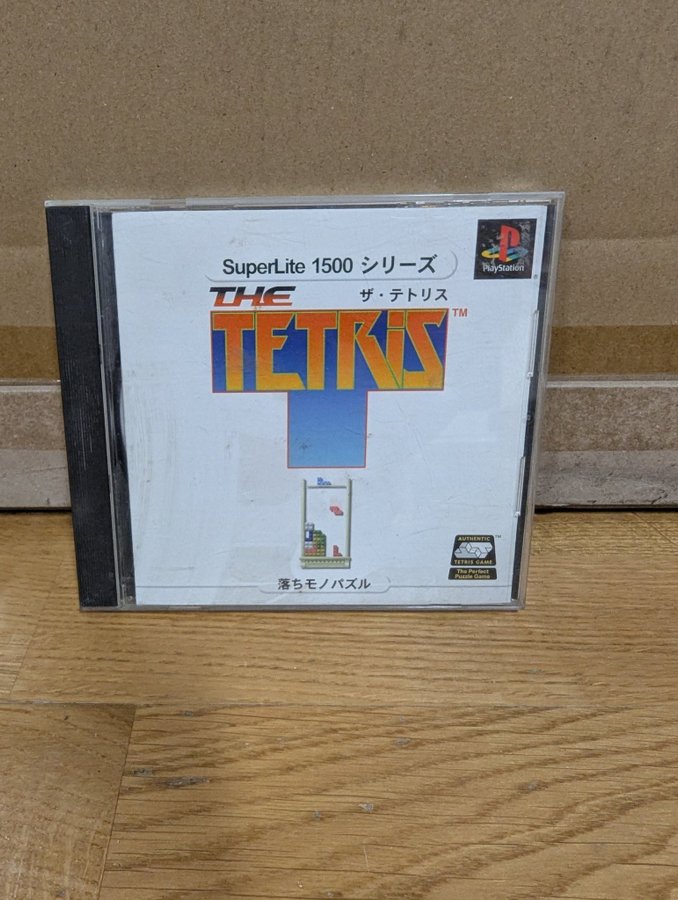 SuperLite 1500 シリーズ
PlayStation
THE
ザ・テトリス
TETRiS™
AUTHENTIC ™
TETRIS GAME
The Perfect
Puzzle Game
落ちモノパズル